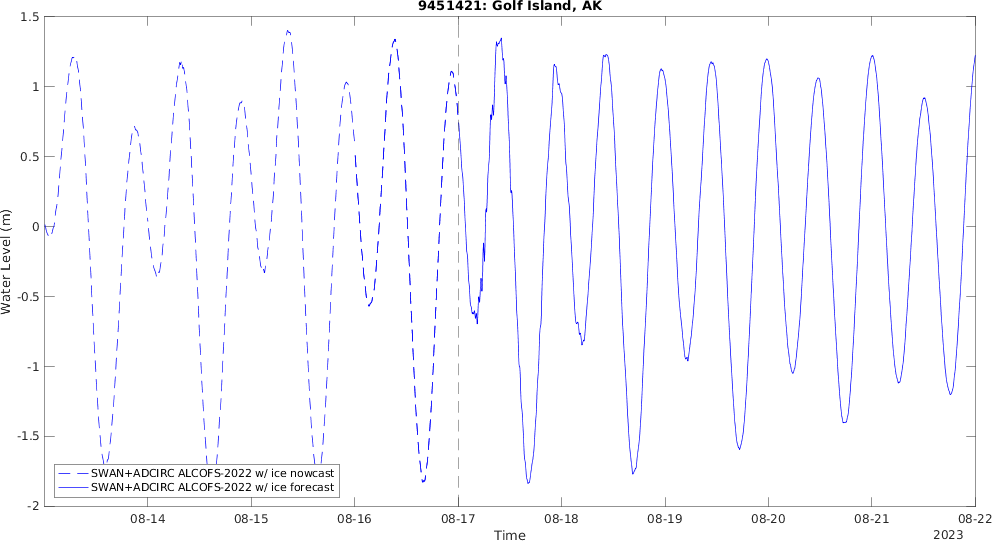 9451421: Golf Island, AK
1.5
1
0.5
0
-0.5
-1
-1.5
-2
Water Level (m)
SWAN+ADCIRC ALCOFS-2022 w/ ice nowcast
SWAN+ADCIRC ALCOFS-2022 w/ ice forecast
08-14 08-15 08-16 08-17 08-18 08-19 08-20 08-21 08-22
Time
2023